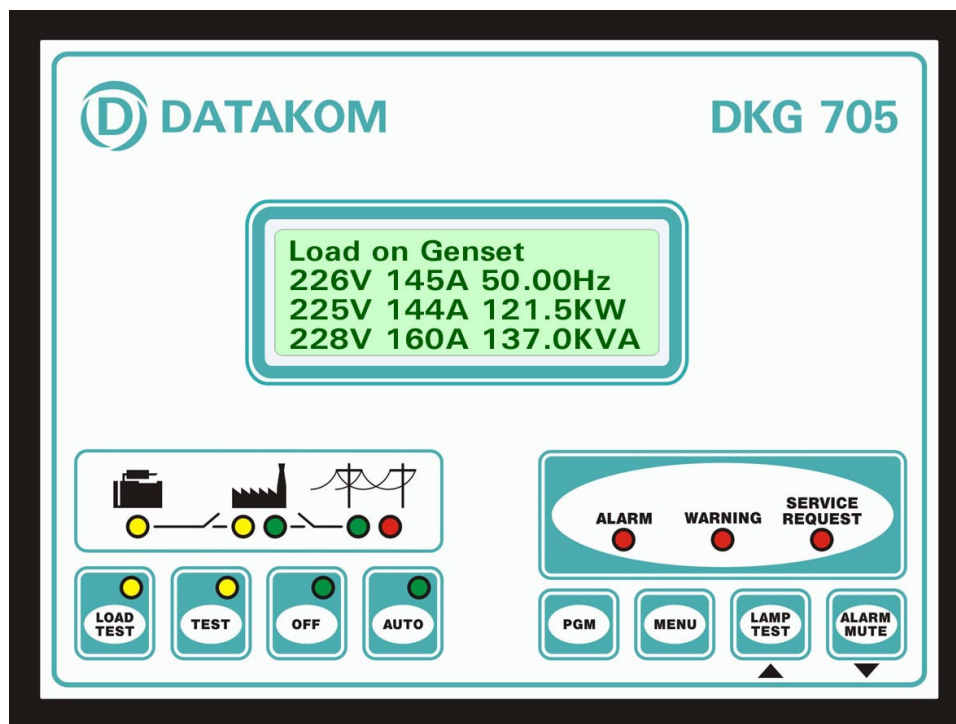 D DATAKOM
DKG 705
Load on Genset
226V 145A 50.00Hz
225V 144A 121.5KW
228V 160A 137.0KVA
ALARM
WARNING
SERVICE
REQUEST
LOAD
TEST
TEST
OFF
AUTO
PGM
MENU
LAMP
TEST
ALARM
MUTE